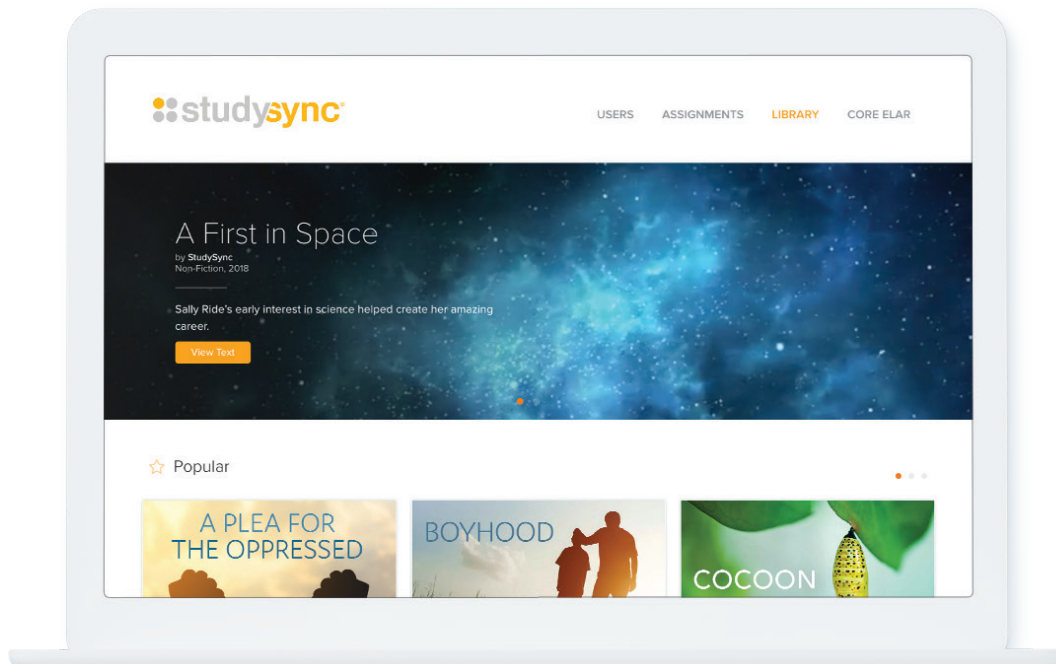 studysync®
USERS ASSIGNMENTS LIBRARY CORE ELAR
A First in Space
by StudySync
Non-Fiction, 2018
Sally Ride's early interest in science helped create her amazing
career.
View Text
Popular
A PLEA FOR
THE OPPRESSED
BOYHOOD
COCOON